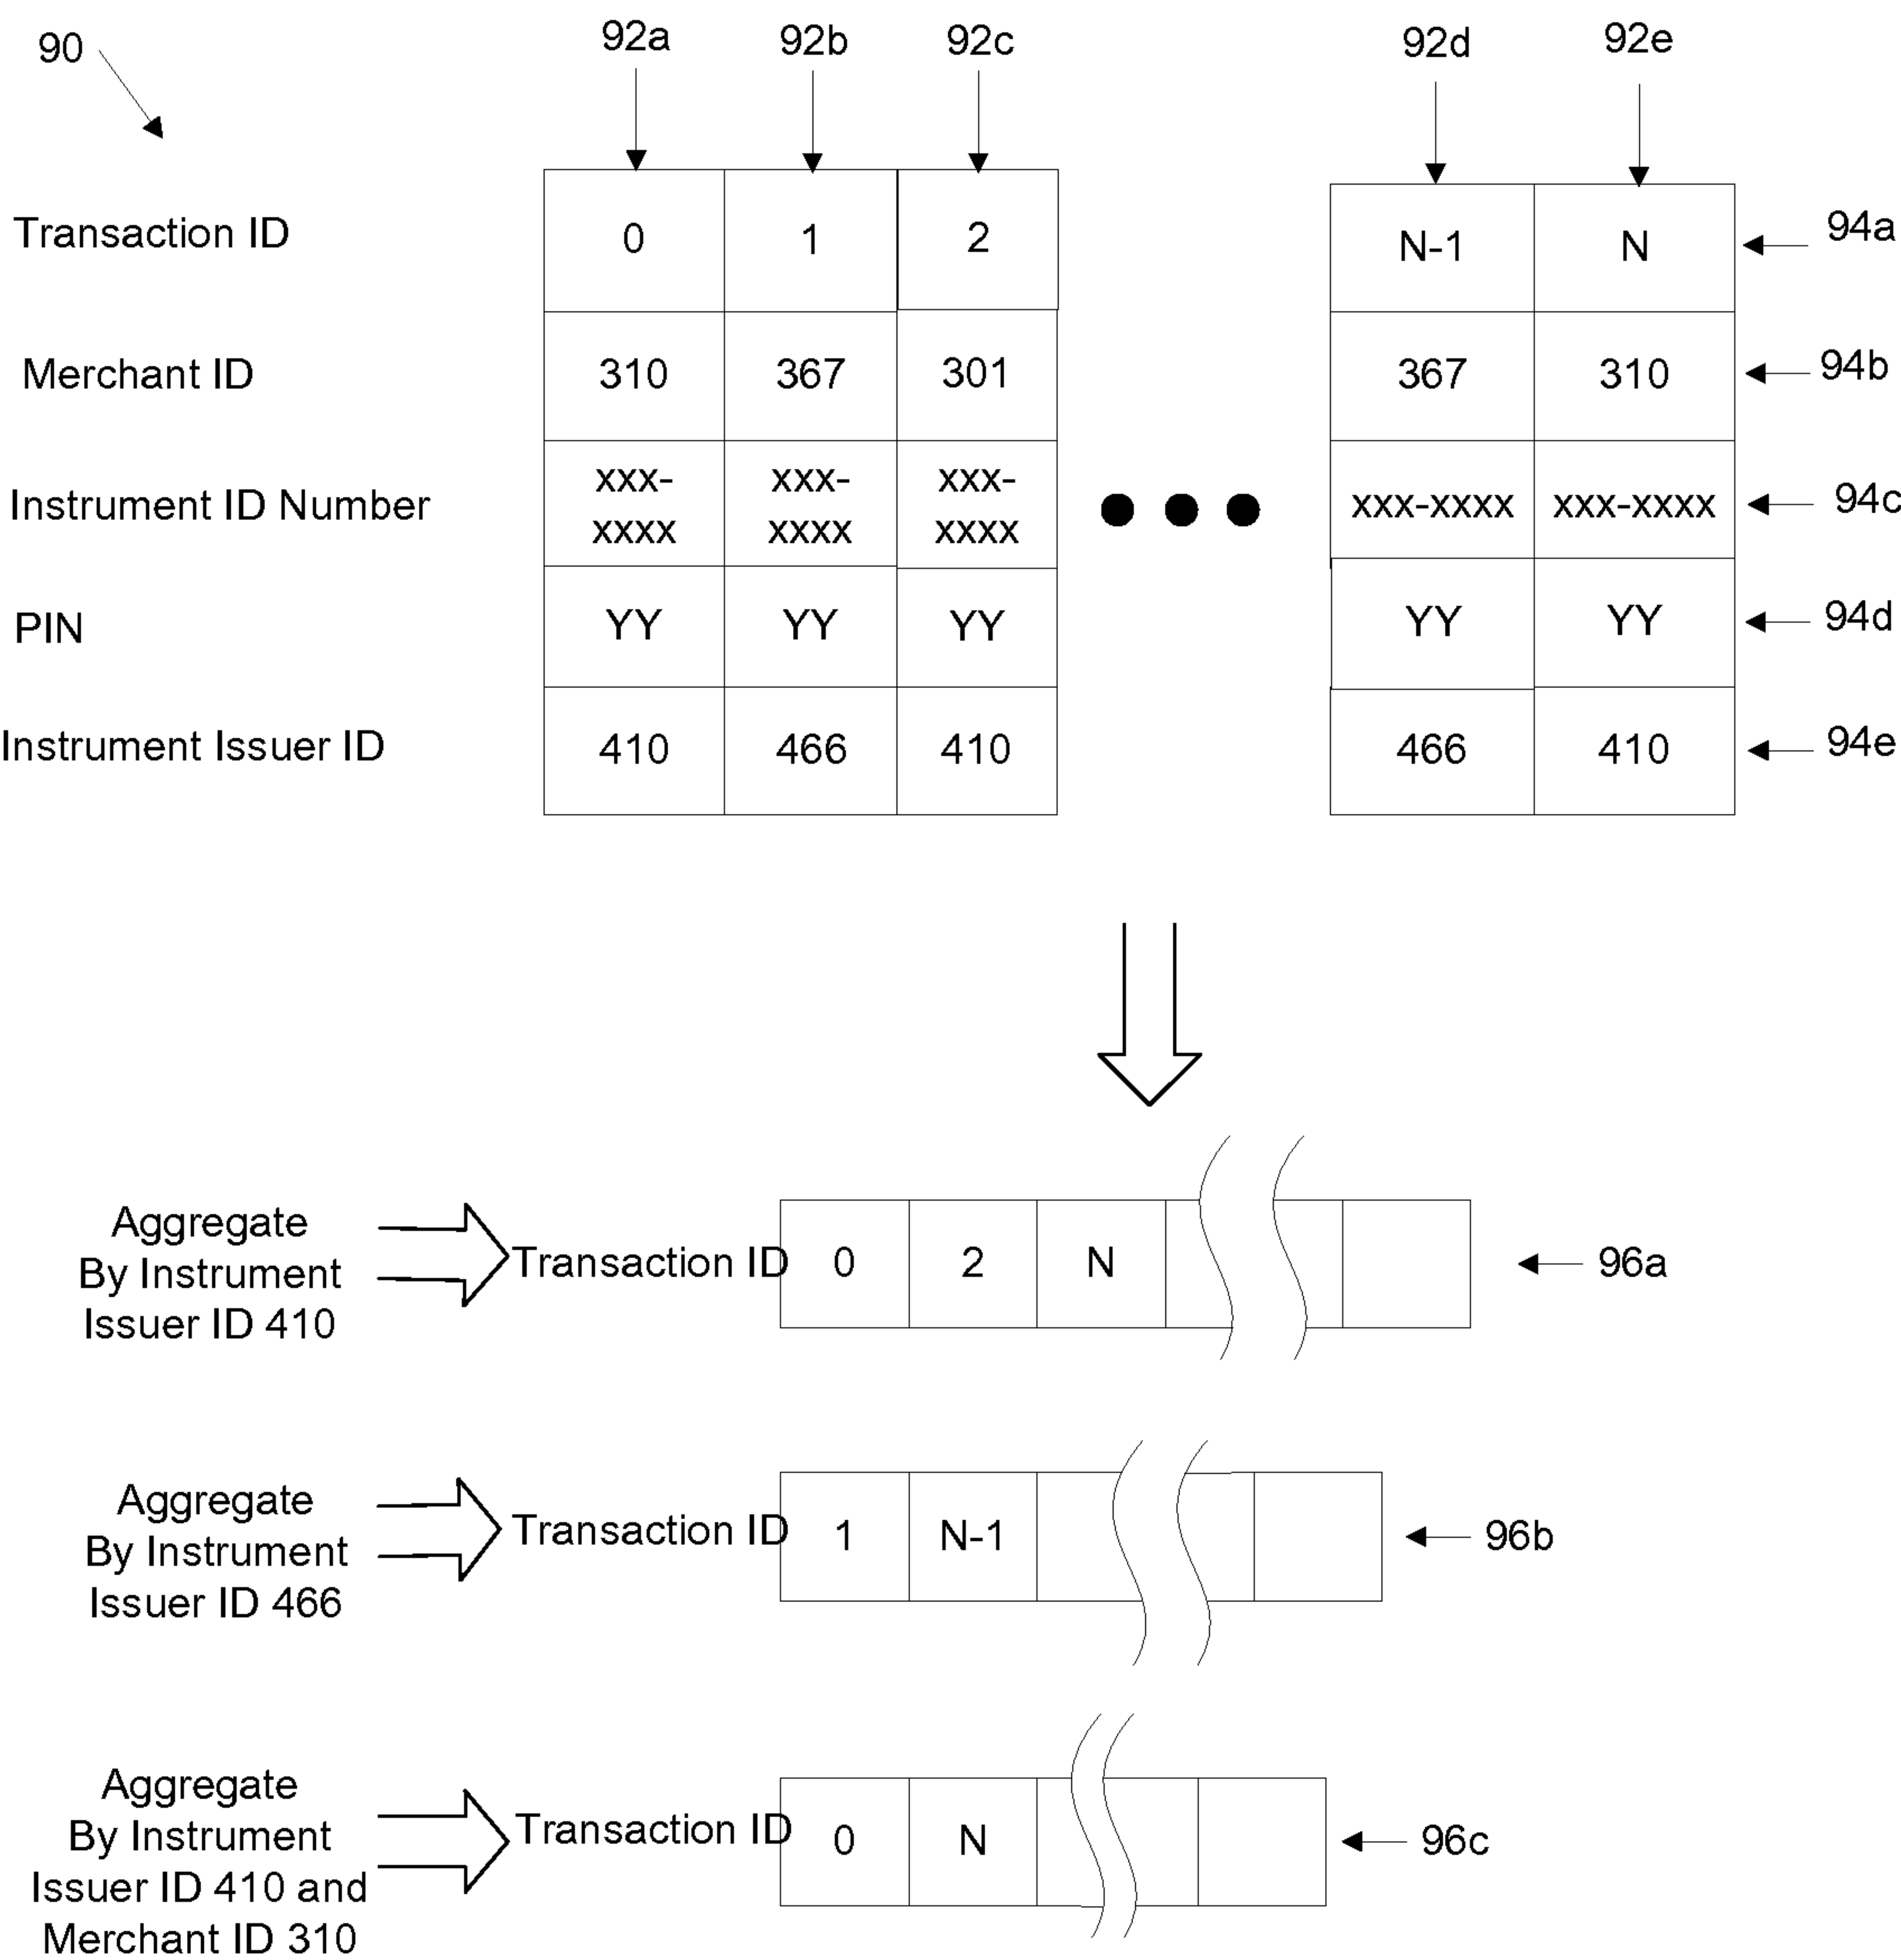 90 92a 92b 92c 92d 92e
Transaction ID 0 1 2 N-1 N 94a
Merchant ID 310 367 301 367 310 94b
xxx- xxx- xxx-
Instrument ID Number xxx-xxxx xxx-xxxx 94c
xxxx xxxx xxxx
PIN YY YY YY YY YY 94d
Instrument Issuer ID 410 466 410 466 410 94e
Aggregate
By Instrument
Issuer ID 410
Transaction ID 0 2 N 96a
Aggregate
By Instrument
Issuer ID 466
Transaction ID 1 N-1 96b
Aggregate
By Instrument
Issuer ID 410 and
Merchant ID 310
Transaction ID 0 N 96c